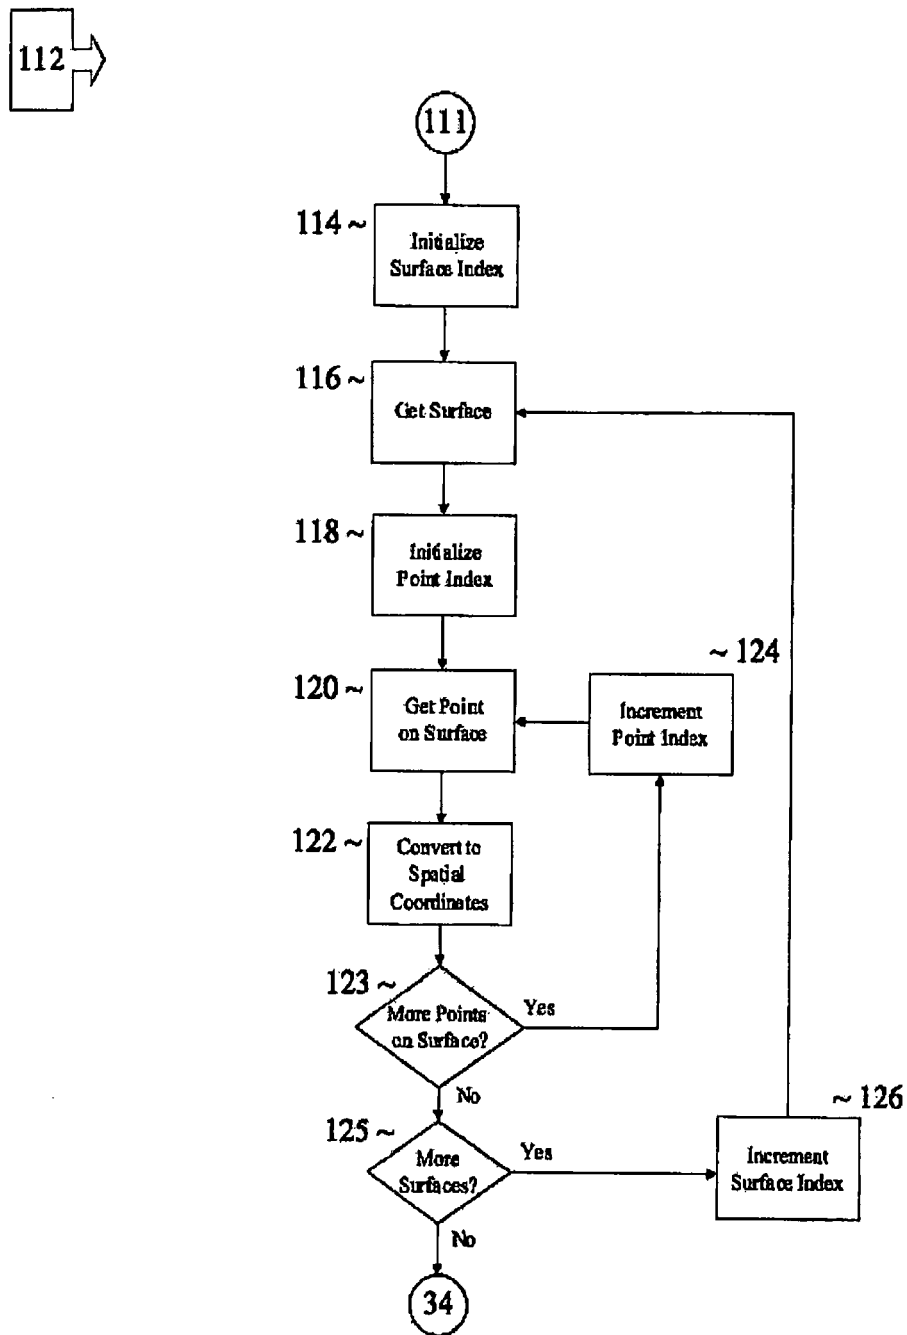 112
111
114 ~
Initialize
Surface Index
116 ~
Get Surface
118 ~
Initialize
Point Index
~ 124
120 ~
Get Point
on Surface
Increment
Point Index
122 ~
Convert to
Spatial
Coordinates
123 ~
More Points
on Surface?
Yes
No
~ 126
125 ~
More
Surfaces?
Yes
Increment
Surface Index
No
34